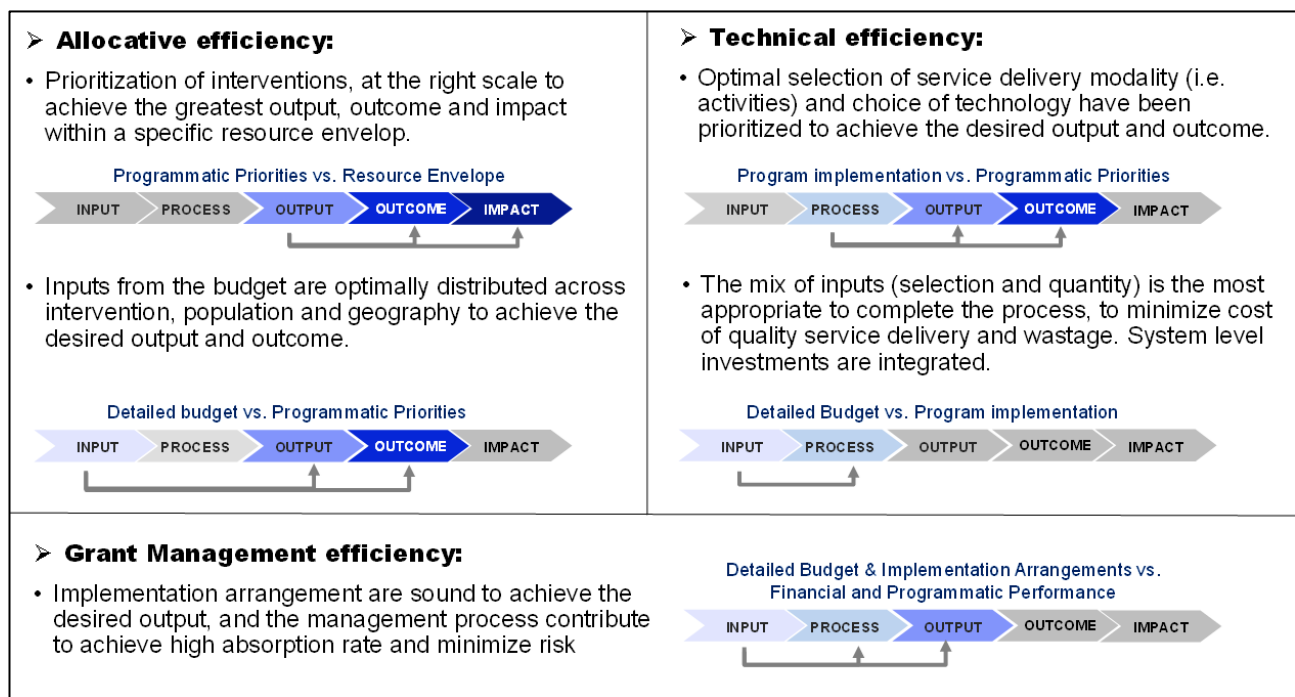 ➢ Allocative efficiency:
• Prioritization of interventions, at the right scale to
achieve the greatest output, outcome and impact
within a specific resource envelop.
Programmatic Priorities vs. Resource Envelope
INPUT PROCESS OUTPUT OUTCOME IMPACT
• Inputs from the budget are optimally distributed across
intervention, population and geography to achieve the
desired output and outcome.
Detailed budget vs. Programmatic Priorities
INPUT PROCESS OUTPUT OUTCOME IMPACT
➢ Technical efficiency:
• Optimal selection of service delivery modality (i.e.
activities) and choice of technology have been
prioritized to achieve the desired output and outcome.
Program implementation vs. Programmatic Priorities
INPUT PROCESS OUTPUT OUTCOME IMPACT
• The mix of inputs (selection and quantity) is the most
appropriate to complete the process, to minimize cost
of quality service delivery and wastage. System level
investments are integrated.
Detailed Budget vs. Program implementation
INPUT PROCESS OUTPUT OUTCOME IMPACT
➢ Grant Management efficiency:
• Implementation arrangement are sound to achieve the
desired output, and the management process contribute
to achieve high absorption rate and minimize risk
Detailed Budget & Implementation Arrangements vs.
Financial and Programmatic Performance
INPUT PROCESS OUTPUT OUTCOME IMPACT